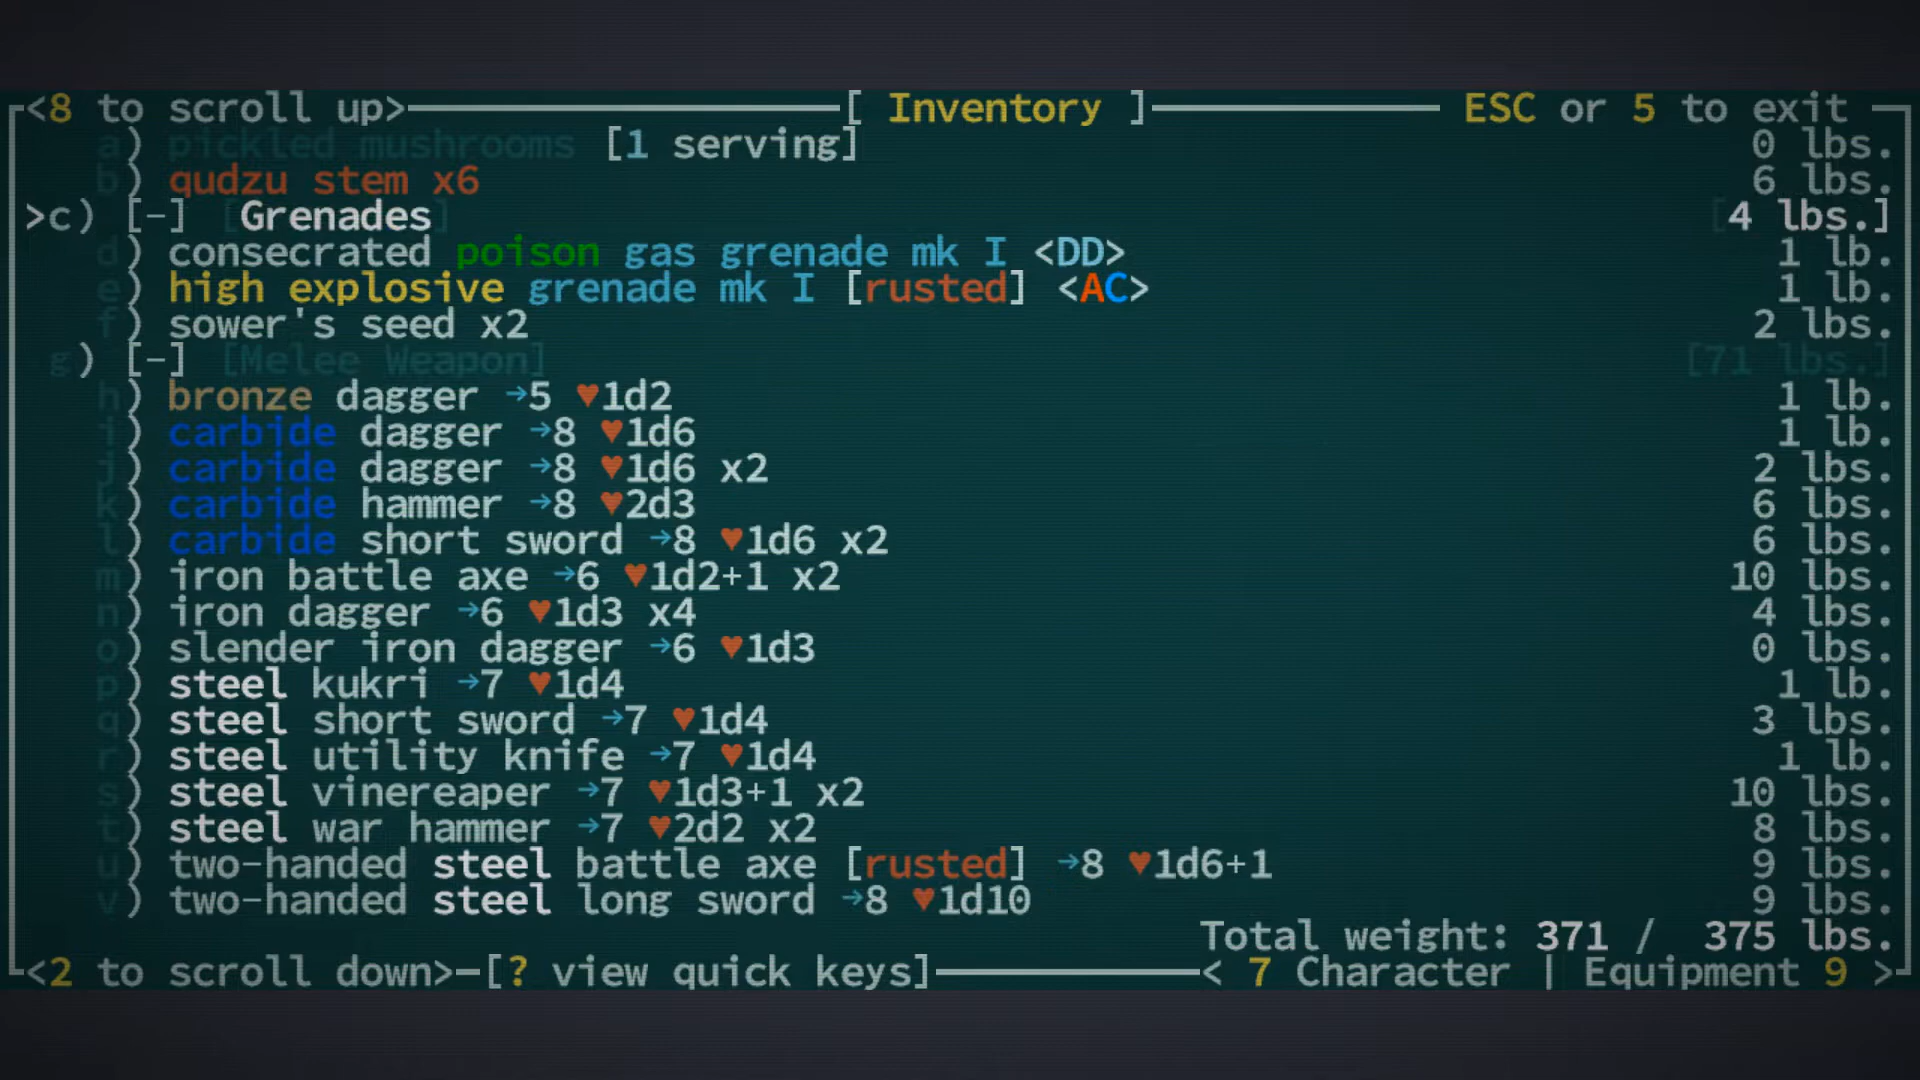 <8 to scroll up> [ Inventory ] ESC or 5 to exit
a) pickled mushrooms [1 serving] 0 lbs.
b) qudzu stem x6 6 lbs.
>c) [-] [Grenades] [4 lbs.]
d) consecrated poison gas grenade mk I <DD> 1 lb.
e) high explosive grenade mk I [rusted] <AC> 1 lb.
f) sower's seed x2 2 lbs.
g) [-] [Melee Weapon] [71 lbs.]
h) bronze dagger →5 ♥1d2 1 lb.
i) carbide dagger →8 ♥1d6 1 lb.
j) carbide dagger →8 ♥1d6 x2 2 lbs.
k) carbide hammer →8 ♥2d3 6 lbs.
l) carbide short sword →8 ♥1d6 x2 6 lbs.
m) iron battle axe →6 ♥1d2+1 x2 10 lbs.
n) iron dagger →6 ♥1d3 x4 4 lbs.
o) slender iron dagger →6 ♥1d3 0 lbs.
p) steel kukri →7 ♥1d4 1 lb.
q) steel short sword →7 ♥1d4 3 lbs.
r) steel utility knife →7 ♥1d4 1 lb.
s) steel vinereaper →7 ♥1d3+1 x2 10 lbs.
t) steel war hammer →7 ♥2d2 x2 8 lbs.
u) two-handed steel battle axe [rusted] →8 ♥1d6+1 9 lbs.
v) two-handed steel long sword →8 ♥1d10 9 lbs.
Total weight: 371 / 375 lbs.
<2 to scroll down> [? view quick keys] < 7 Character | Equipment 9 >